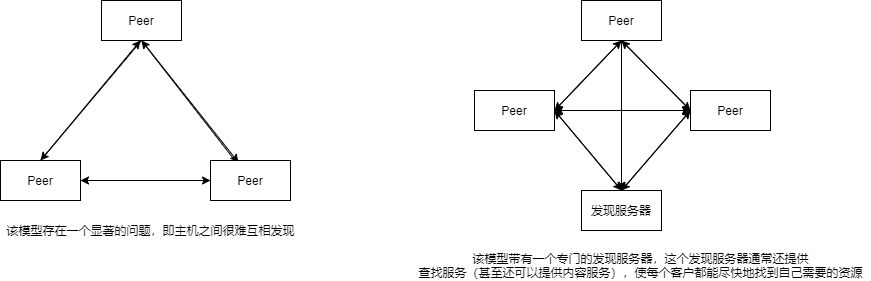 Peer
Peer
Peer
该模型存在一个显著的问题，即主机之间很难互相发现
Peer
Peer
Peer
发现服务器
该模型带有一个专门的发现服务器，这个发现服务器通常还提供
查找服务（甚至还可以提供内容服务），使每个客户都能尽快地找到自己需要的资源